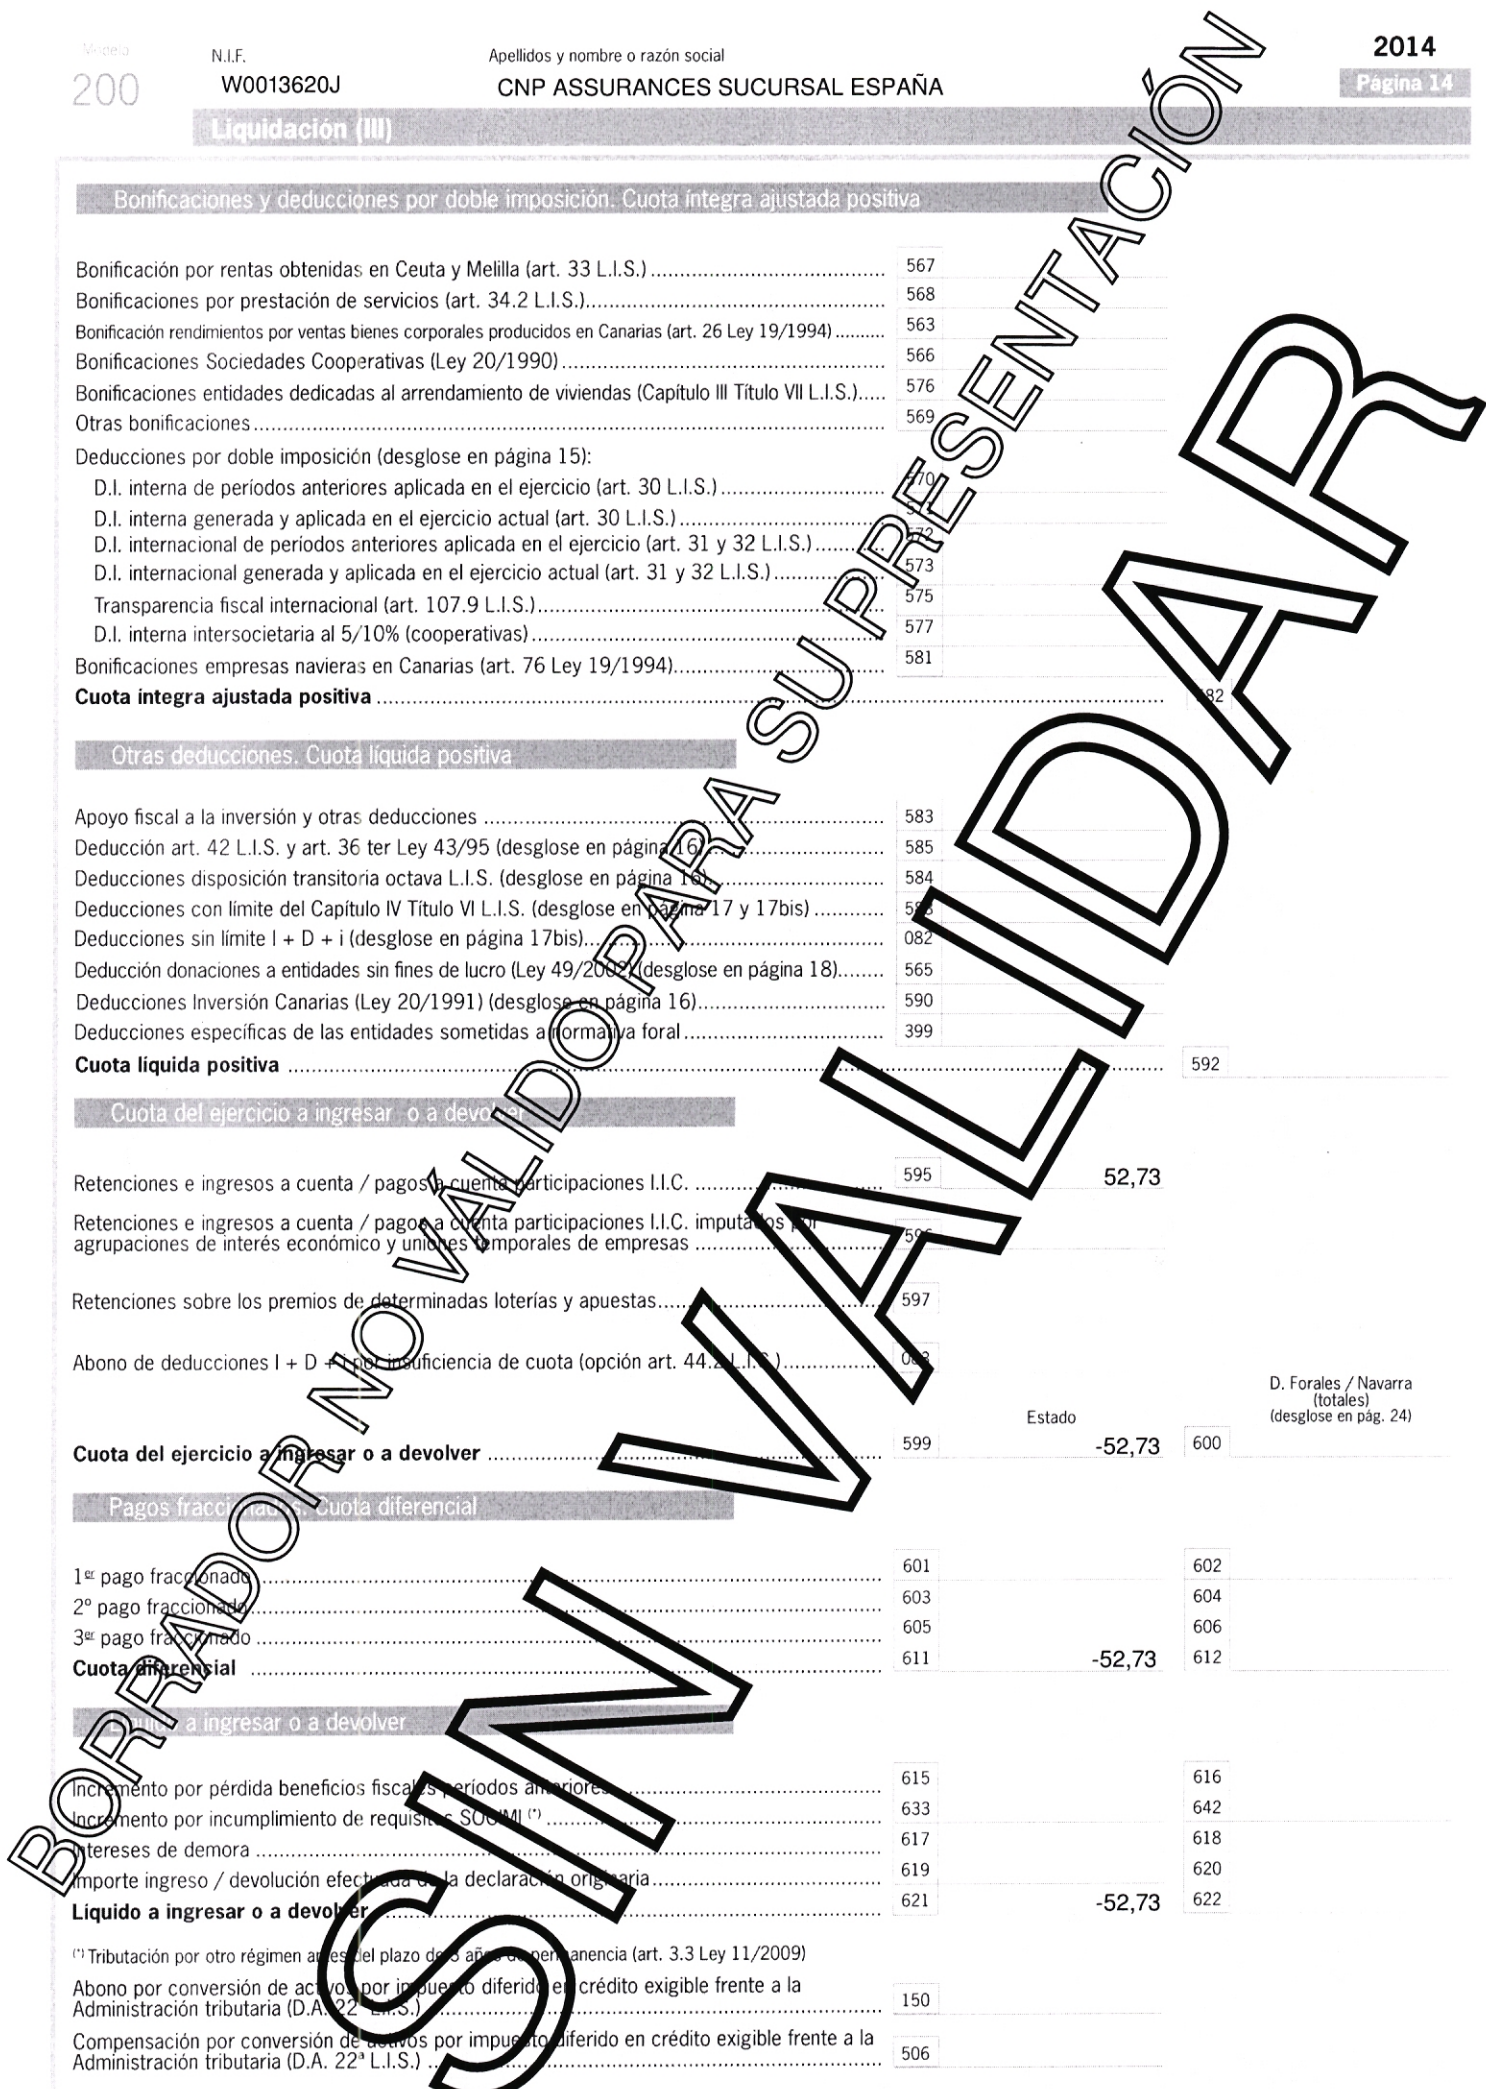 Modelo
200
N.I.F.
W0013620J
Apellidos y nombre o razón social
CNP ASSURANCES SUCURSAL ESPAÑA
2014
Página 14
Liquidación (III)
Bonificaciones y deducciones por doble imposición. Cuota íntegra ajustada positiva
Bonificación por rentas obtenidas en Ceuta y Melilla (art. 33 L.I.S.) 567
Bonificaciones por prestación de servicios (art. 34.2 L.I.S.) 568
Bonificación rendimientos por ventas bienes corporales producidos en Canarias (art. 26 Ley 19/1994) 563
Bonificaciones Sociedades Cooperativas (Ley 20/1990) 566
Bonificaciones entidades dedicadas al arrendamiento de viviendas (Capítulo III Título VII L.I.S.) 576
Otras bonificaciones 569
Deducciones por doble imposición (desglose en página 15):
D.I. interna de períodos anteriores aplicada en el ejercicio (art. 30 L.I.S.) 570
D.I. interna generada y aplicada en el ejercicio actual (art. 30 L.I.S.) 571
D.I. internacional de períodos anteriores aplicada en el ejercicio (art. 31 y 32 L.I.S.) 572
D.I. internacional generada y aplicada en el ejercicio actual (art. 31 y 32 L.I.S.) 573
Transparencia fiscal internacional (art. 107.9 L.I.S.) 575
D.I. interna intersocietaria al 5/10% (cooperativas) 577
Bonificaciones empresas navieras en Canarias (art. 76 Ley 19/1994) 581
Cuota íntegra ajustada positiva 582
Otras deducciones. Cuota líquida positiva
Apoyo fiscal a la inversión y otras deducciones 583
Deducción art. 42 L.I.S. y art. 36 ter Ley 43/95 (desglose en página 16) 585
Deducciones disposición transitoria octava L.I.S. (desglose en página 16) 584
Deducciones con límite del Capítulo IV Título VI L.I.S. (desglose en página 17 y 17bis) 588
Deducciones sin límite I + D + i (desglose en página 17bis) 082
Deducción donaciones a entidades sin fines de lucro (Ley 49/2002) (desglose en página 18) 565
Deducciones Inversión Canarias (Ley 20/1991) (desglose en página 16) 590
Deducciones específicas de las entidades sometidas a normativa foral 399
Cuota líquida positiva 592
Cuota del ejercicio a ingresar o a devolver
Retenciones e ingresos a cuenta / pagos a cuenta participaciones I.I.C. 595 52,73
Retenciones e ingresos a cuenta / pagos a cuenta participaciones I.I.C. imputados por
agrupaciones de interés económico y uniones temporales de empresas 596
Retenciones sobre los premios de determinadas loterías y apuestas 597
Abono de deducciones I + D + i por insuficiencia de cuota (opción art. 44.2 L.I.S.) 083
D. Forales / Navarra
(totales)
Estado (desglose en pág. 24)
Cuota del ejercicio a ingresar o a devolver 599 -52,73 600
Pagos fraccionados. Cuota diferencial
1er pago fraccionado 601 602
2º pago fraccionado 603 604
3er pago fraccionado 605 606
Cuota diferencial 611 -52,73 612
Líquido a ingresar o a devolver
Incremento por pérdida beneficios fiscales períodos anteriores 615 616
Incremento por incumplimiento de requisitos SOCIMI (*) 633 642
Intereses de demora 617 618
Importe ingreso / devolución efectuada de la declaración originaria 619 620
Líquido a ingresar o a devolver 621 -52,73 622
(*) Tributación por otro régimen antes del plazo de 3 años de permanencia (art. 3.3 Ley 11/2009)
Abono por conversión de activos por impuesto diferido en crédito exigible frente a la
Administración tributaria (D.A. 22ª L.I.S.) 150
Compensación por conversión de activos por impuesto diferido en crédito exigible frente a la
Administración tributaria (D.A. 22ª L.I.S.) 506
BORRADOR NO VÁLIDO PARA SU PRESENTACIÓN
SIN VALIDAR